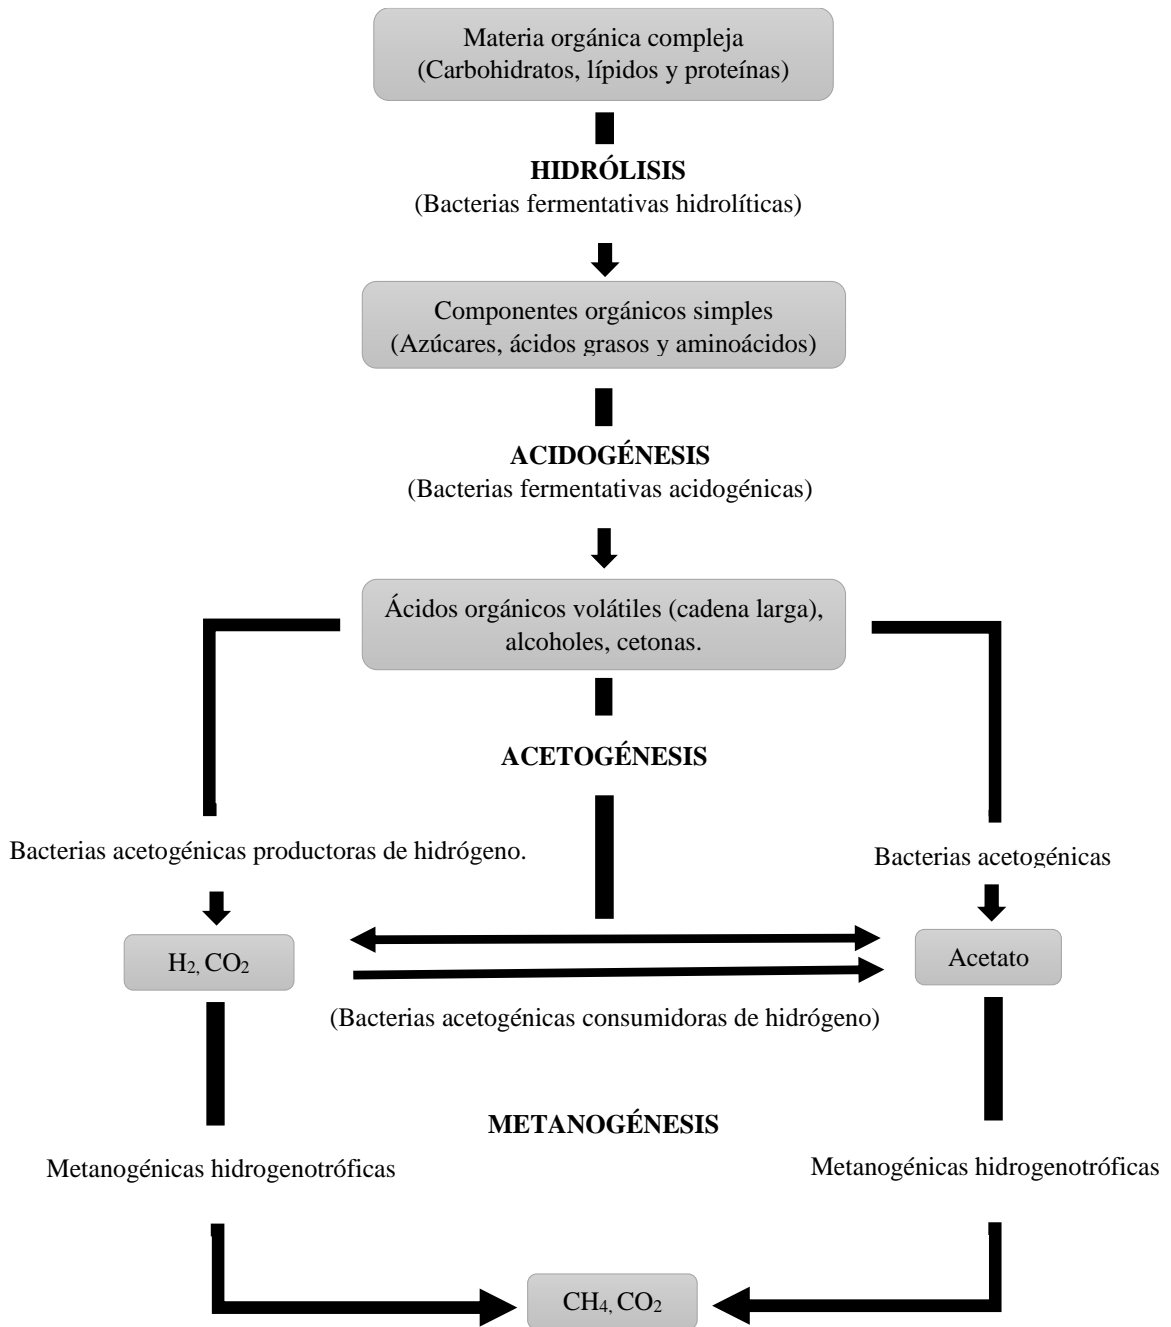 Materia orgánica compleja
(Carbohidratos, lípidos y proteínas)
HIDRÓLISIS
(Bacterias fermentativas hidrolíticas)
Componentes orgánicos simples
(Azúcares, ácidos grasos y aminoácidos)
ACIDOGÉNESIS
(Bacterias fermentativas acidogénicas)
Ácidos orgánicos volátiles (cadena larga),
alcoholes, cetonas.
ACETOGÉNESIS
Bacterias acetogénicas productoras de hidrógeno.
Bacterias acetogénicas
H₂, CO₂
Acetato
(Bacterias acetogénicas consumidoras de hidrógeno)
METANOGÉNESIS
Metanogénicas hidrogenotróficas
Metanogénicas hidrogenotróficas
CH₄, CO₂